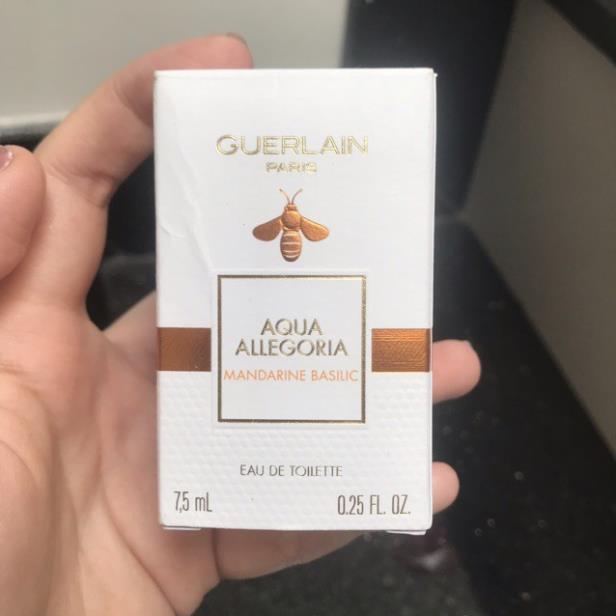 GUERLAIN
PARIS
AQUA
ALLEGORIA
MANDARINE BASILIC
EAU DE TOILETTE
7,5 mL 0.25 FL. OZ.